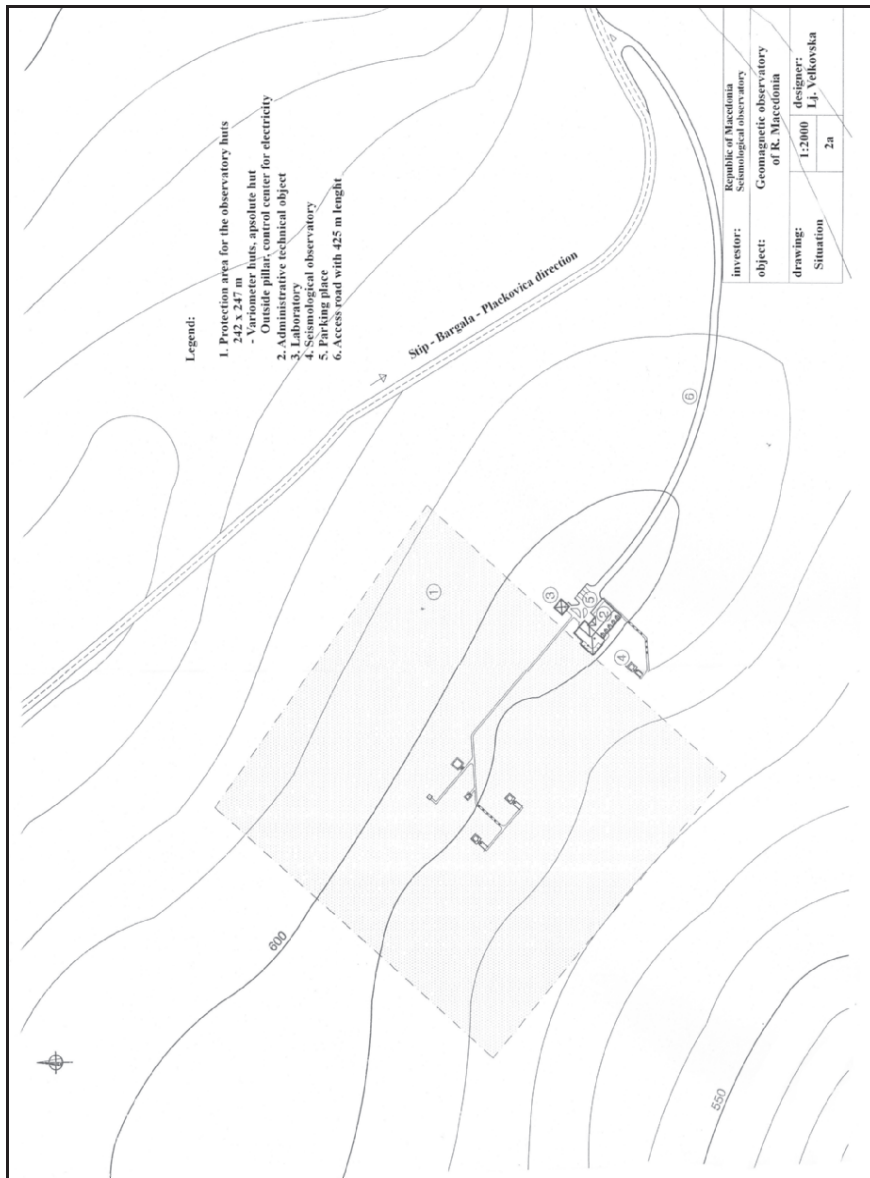 Legend:
1. Protection area for the observatory huts
242 x 247 m
- Variometer huts, apsolute hut
Outside pillar, control center for electricity
2. Administrative technical object
3. Laboratory
4. Seismological observatory
5. Parking place
6. Access road with 425 m lenght
Stip - Bargala - Plackovica direction
1
2
3
4
5
6
600
550
investor:
Republic of Macedonia
Seismological observatory
object:
Geomagnetic observatory
of R. Macedonia
drawing:
Situation
1:2000
2a
designer:
Lj. Velkovska